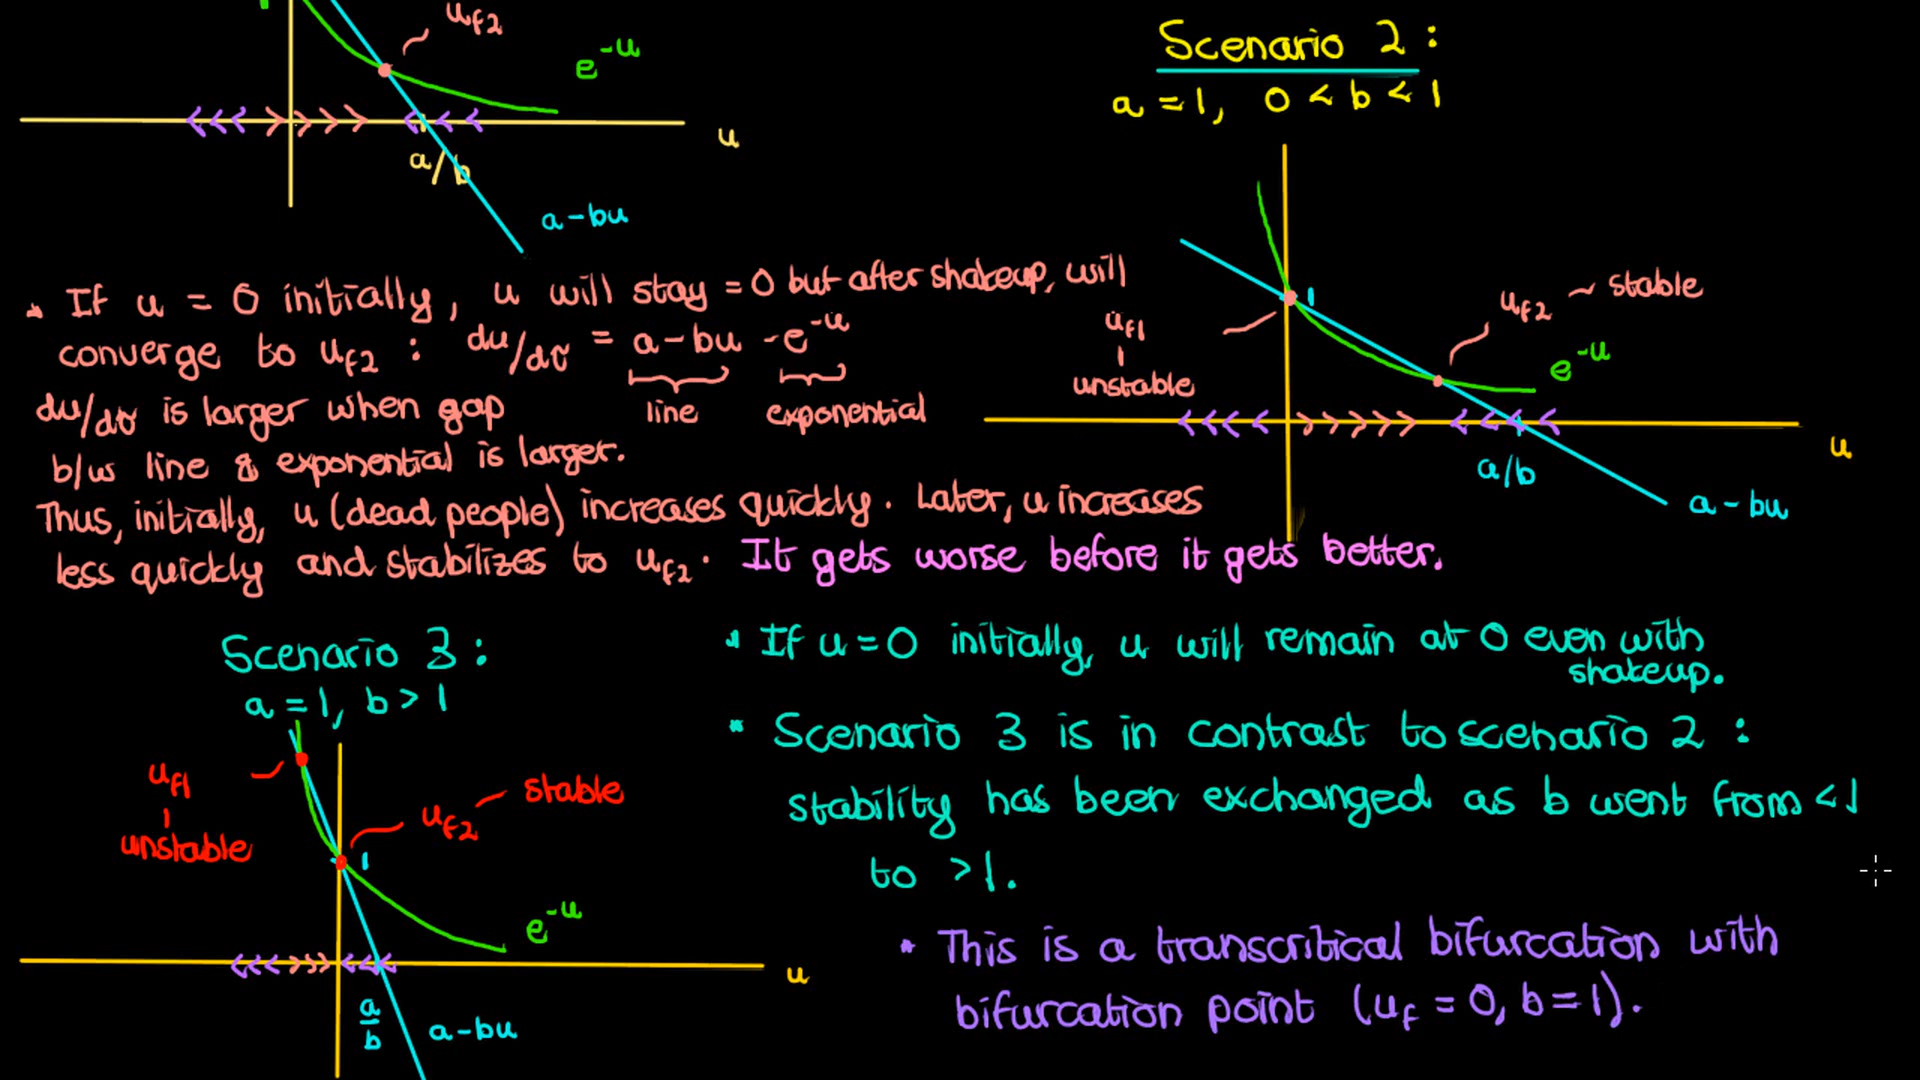 u_f2
e^-u
u
a/b
a-bu
Scenario 2:
a=1, 0<b<1
1
u_f1
unstable
u_f2 ~ stable
e^-u
u
a/b
a-bu
If u = 0 initially, u will stay = 0 but after shakeup, will
converge to u_f2 : du/dσ = a-bu -e^-u
line exponential
du/dσ is larger when gap
b/w line & exponential is larger.
Thus, initially, u (dead people) increases quickly. Later, u increases
less quickly and stabilizes to u_f2. It gets worse before it gets better.
Scenario 3:
a=1, b>1
u_f1
unstable
u_f2 stable
1
e^-u
u
a/b
a-bu
* If u=0 initially, u will remain at 0 even with
shakeup.
* Scenario 3 is in contrast to scenario 2 :
stability has been exchanged as b went from <1
to >1.
* This is a transcritical bifurcation with
bifurcation point (u_f = 0, b=1).